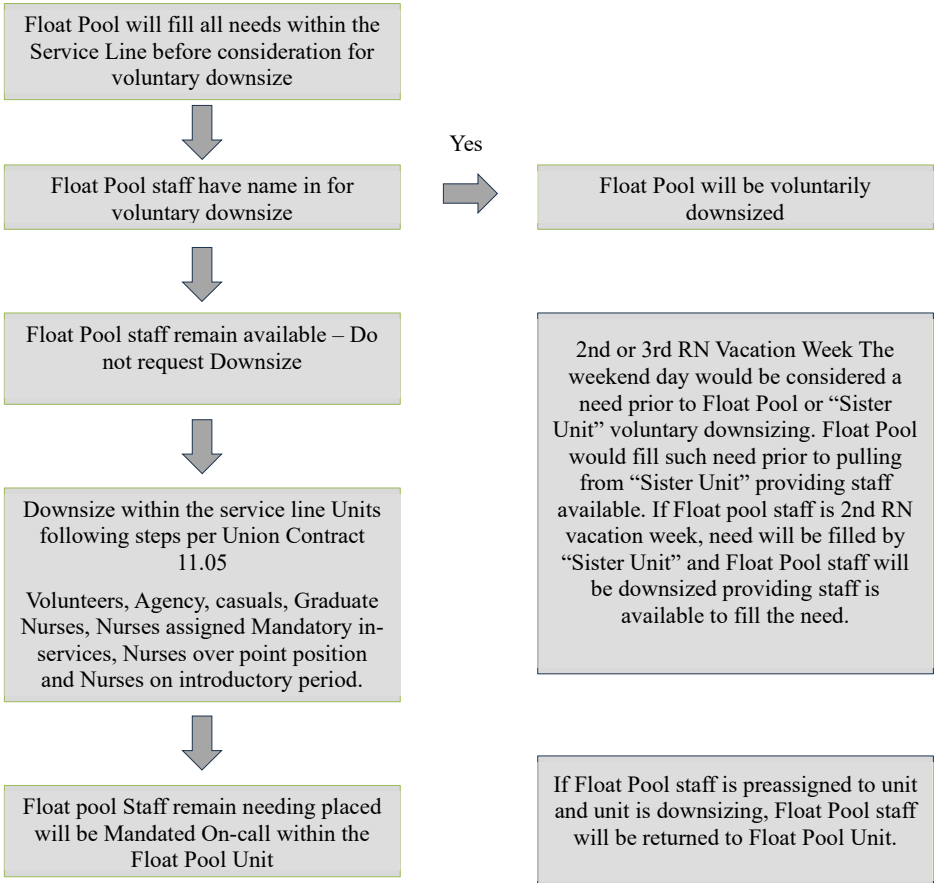 Float Pool will fill all needs within the
Service Line before consideration for
voluntary downsize
Yes
Float Pool staff have name in for
voluntary downsize
Float Pool will be voluntarily
downsized
Float Pool staff remain available – Do
not request Downsize
2nd or 3rd RN Vacation Week The
weekend day would be considered a
need prior to Float Pool or “Sister
Unit” voluntary downsizing. Float Pool
would fill such need prior to pulling
from “Sister Unit” providing staff
available. If Float pool staff is 2nd RN
vacation week, need will be filled by
“Sister Unit” and Float Pool staff will
be downsized providing staff is
available to fill the need.
Downsize within the service line Units
following steps per Union Contract
11.05
Volunteers, Agency, casuals, Graduate
Nurses, Nurses assigned Mandatory in-
services, Nurses over point position
and Nurses on introductory period.
Float pool Staff remain needing placed
will be Mandated On-call within the
Float Pool Unit
If Float Pool staff is preassigned to unit
and unit is downsizing, Float Pool staff
will be returned to Float Pool Unit.